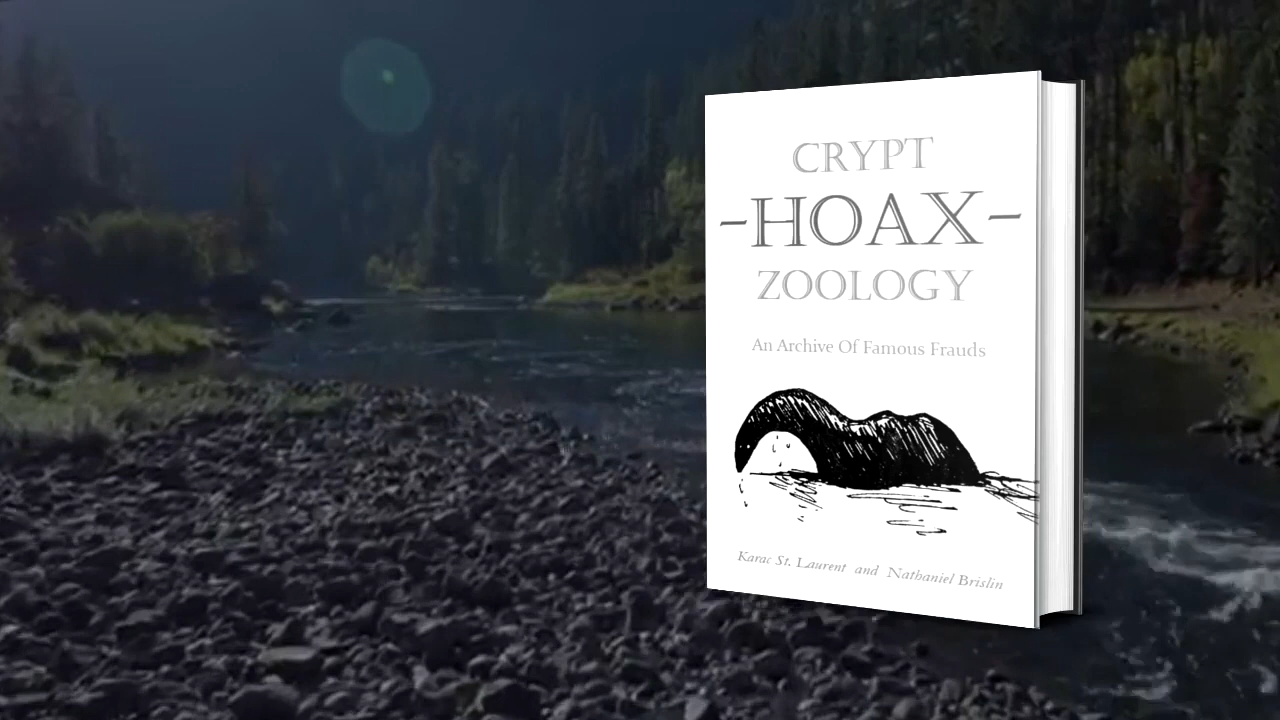 CRYPT
-HOAX-
ZOOLOGY
An Archive Of Famous Frauds
Karac St. Laurent and Nathaniel Brislin